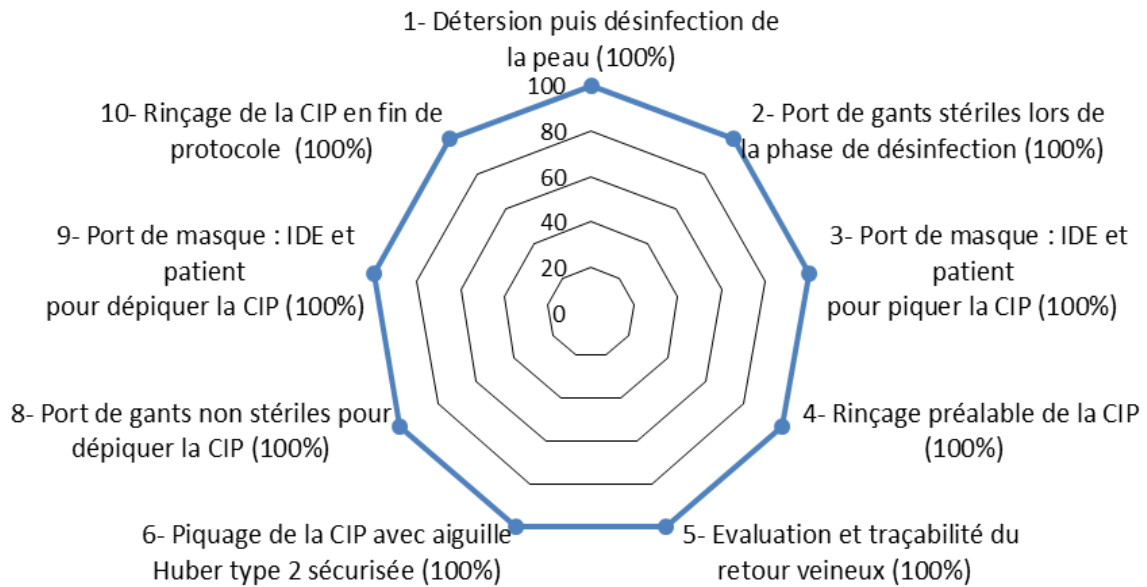 1- Détersion puis désinfection de
la peau (100%)
100
80
60
40
20
0
2- Port de gants stériles lors de
la phase de désinfection (100%)
3- Port de masque : IDE et
patient
pour piquer la CIP (100%)
4- Rinçage préalable de la CIP
(100%)
5- Evaluation et traçabilité du
retour veineux (100%)
6- Piquage de la CIP avec aiguille
Huber type 2 sécurisée (100%)
8- Port de gants non stériles pour
dépiquer la CIP (100%)
9- Port de masque : IDE et
patient
pour dépiquer la CIP (100%)
10- Rinçage de la CIP en fin de
protocole (100%)